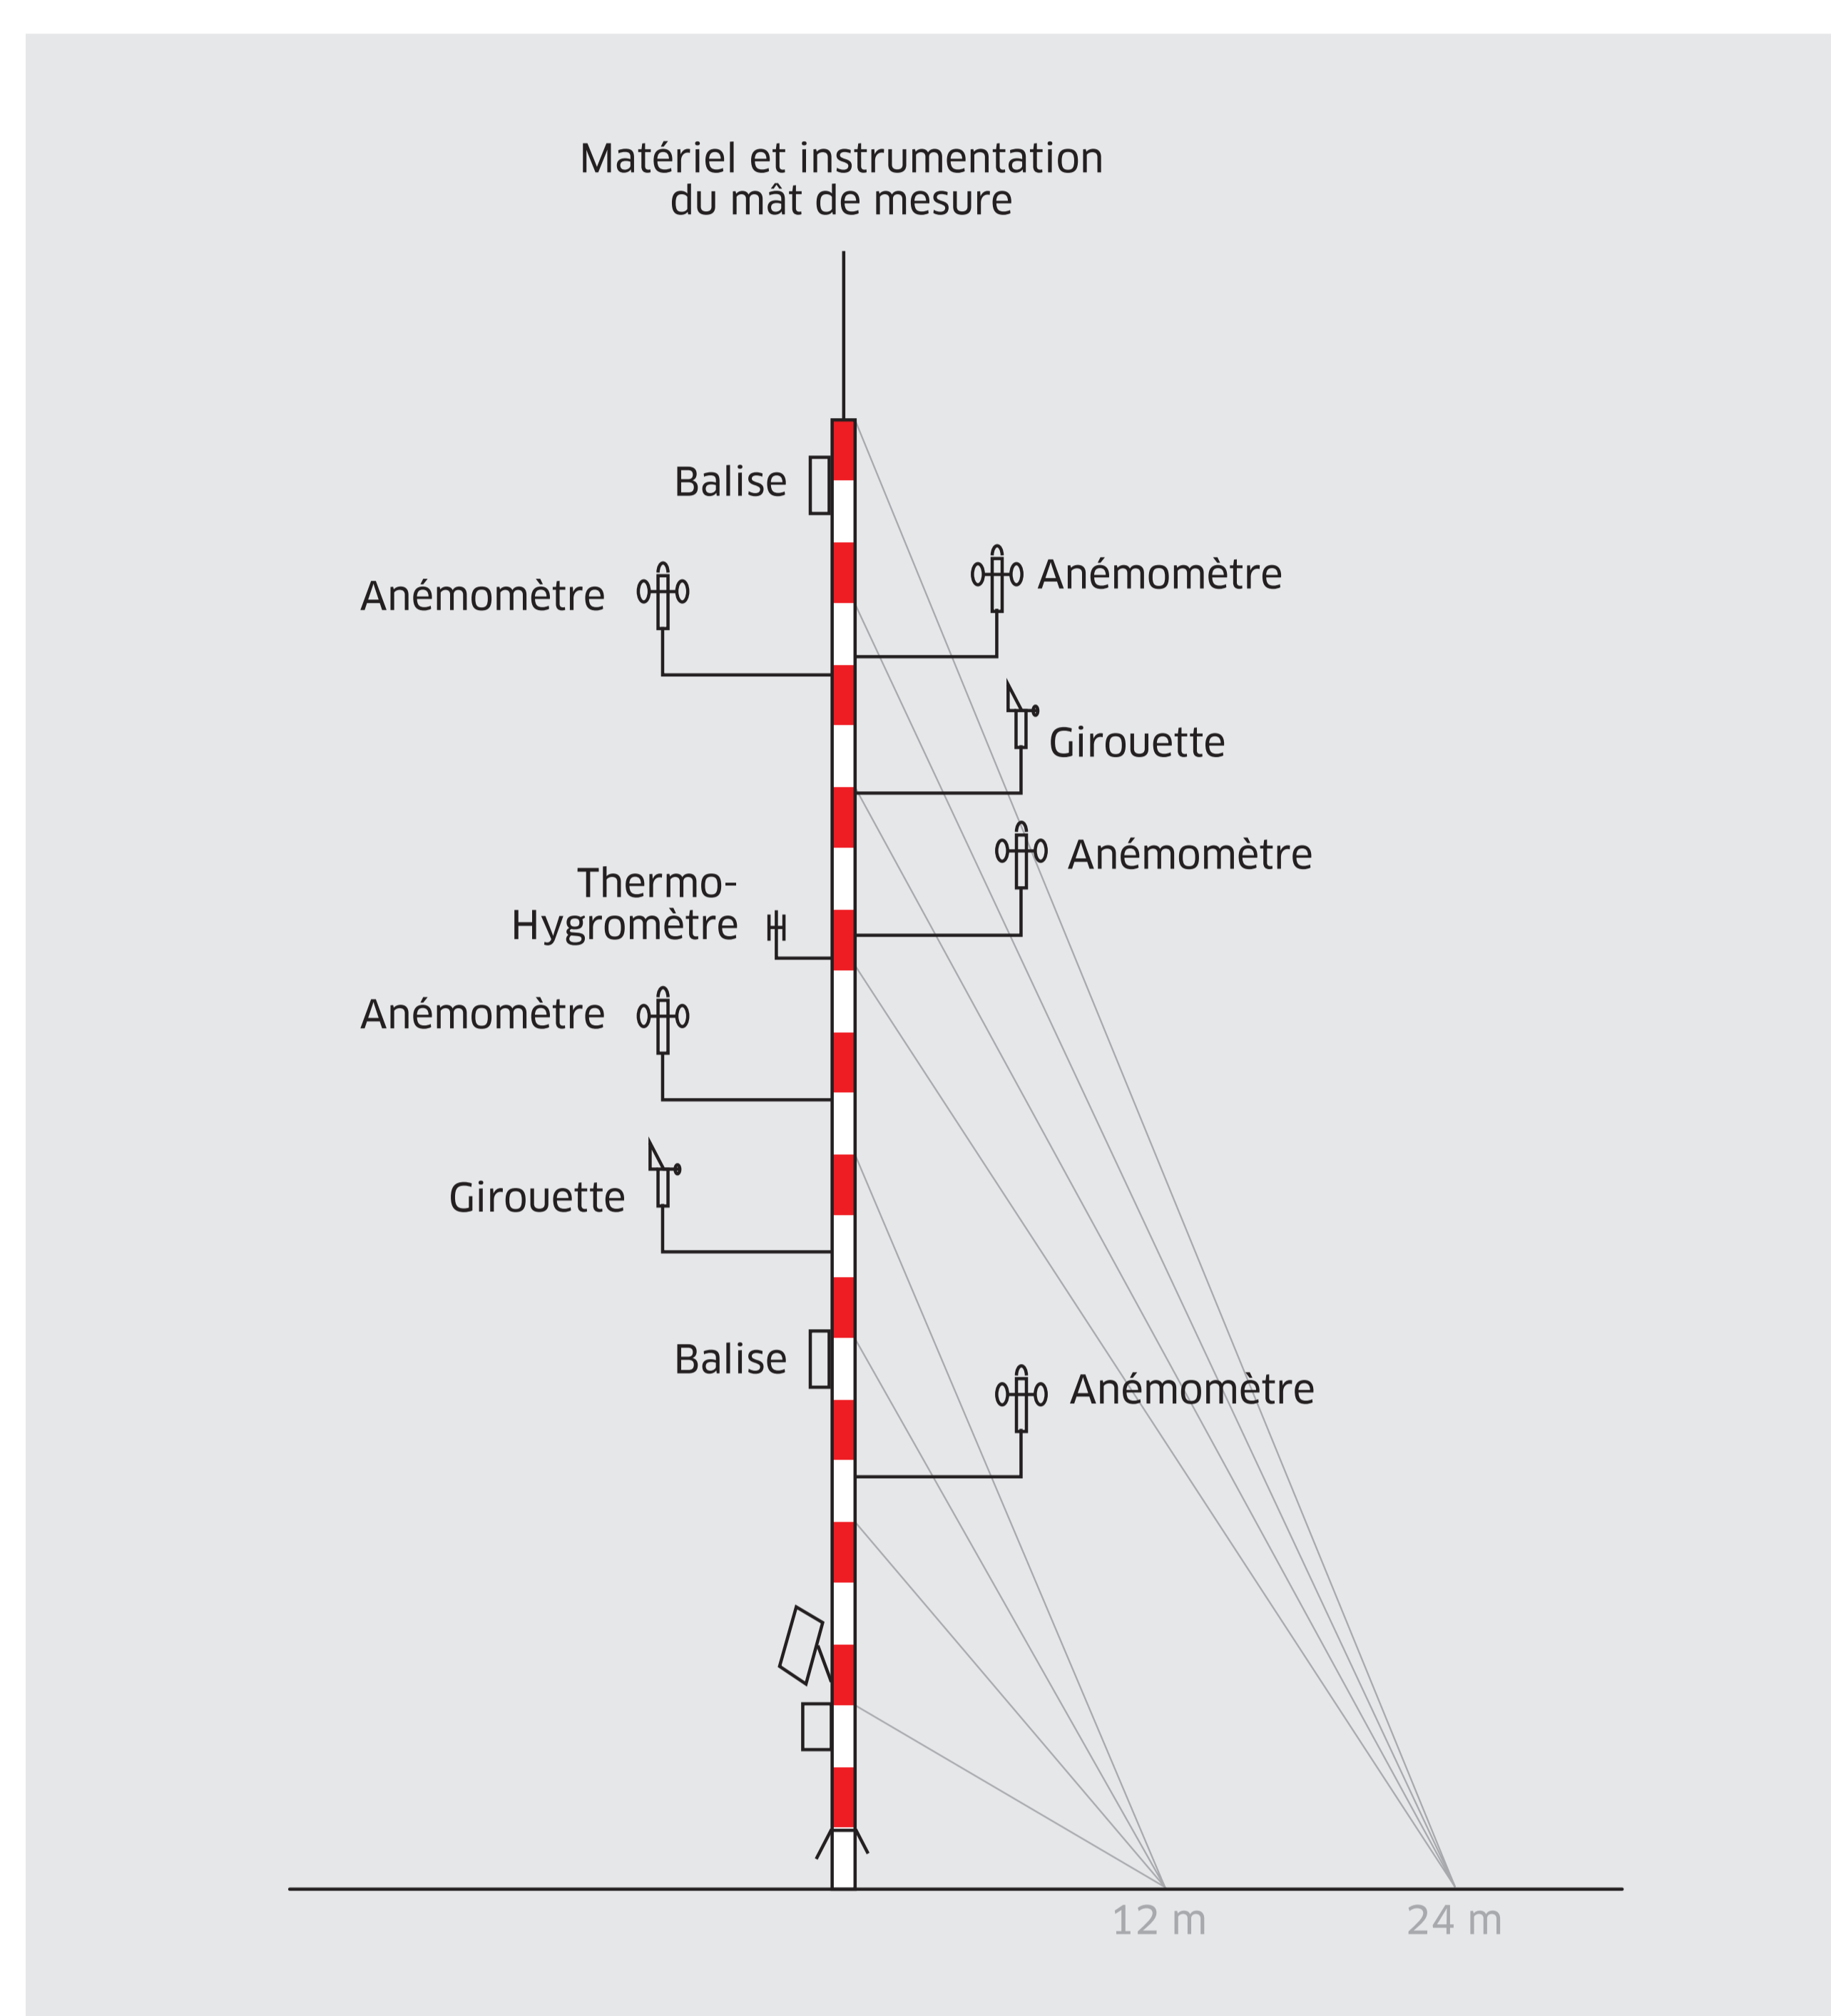 Matériel et instrumentation
du mât de mesure
Balise
Anémomètre
Anémomètre
Girouette
Anémomètre
Thermo-
Hygromètre
Anémomètre
Girouette
Balise
Anémomètre
12 m
24 m